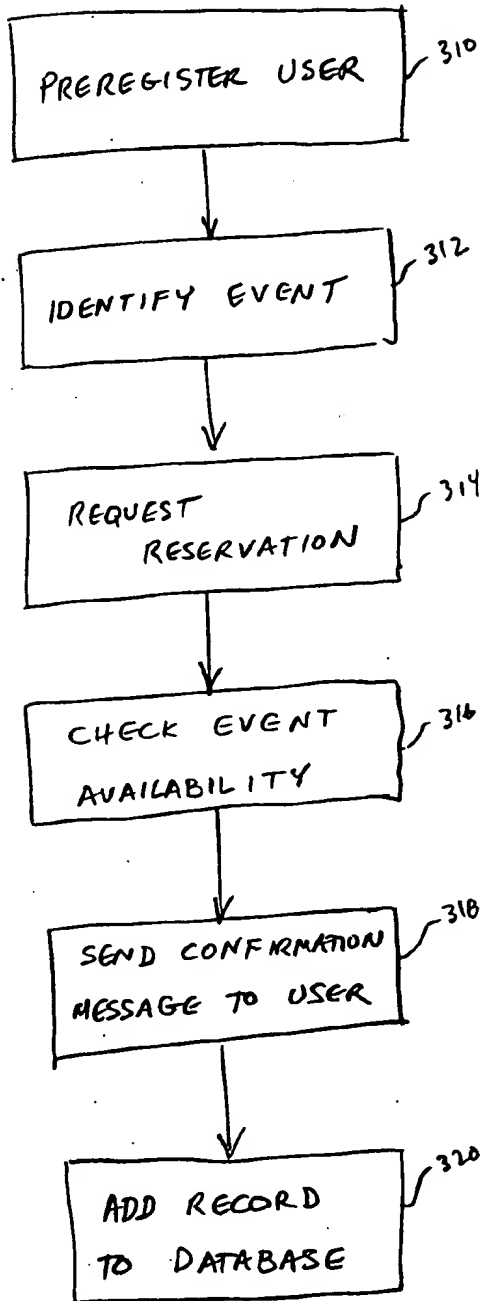 PREREGISTER USER
310
IDENTIFY EVENT
312
REQUEST
RESERVATION
314
CHECK EVENT
AVAILABILITY
316
SEND CONFIRMATION
MESSAGE TO USER
318
ADD RECORD
TO DATABASE
320